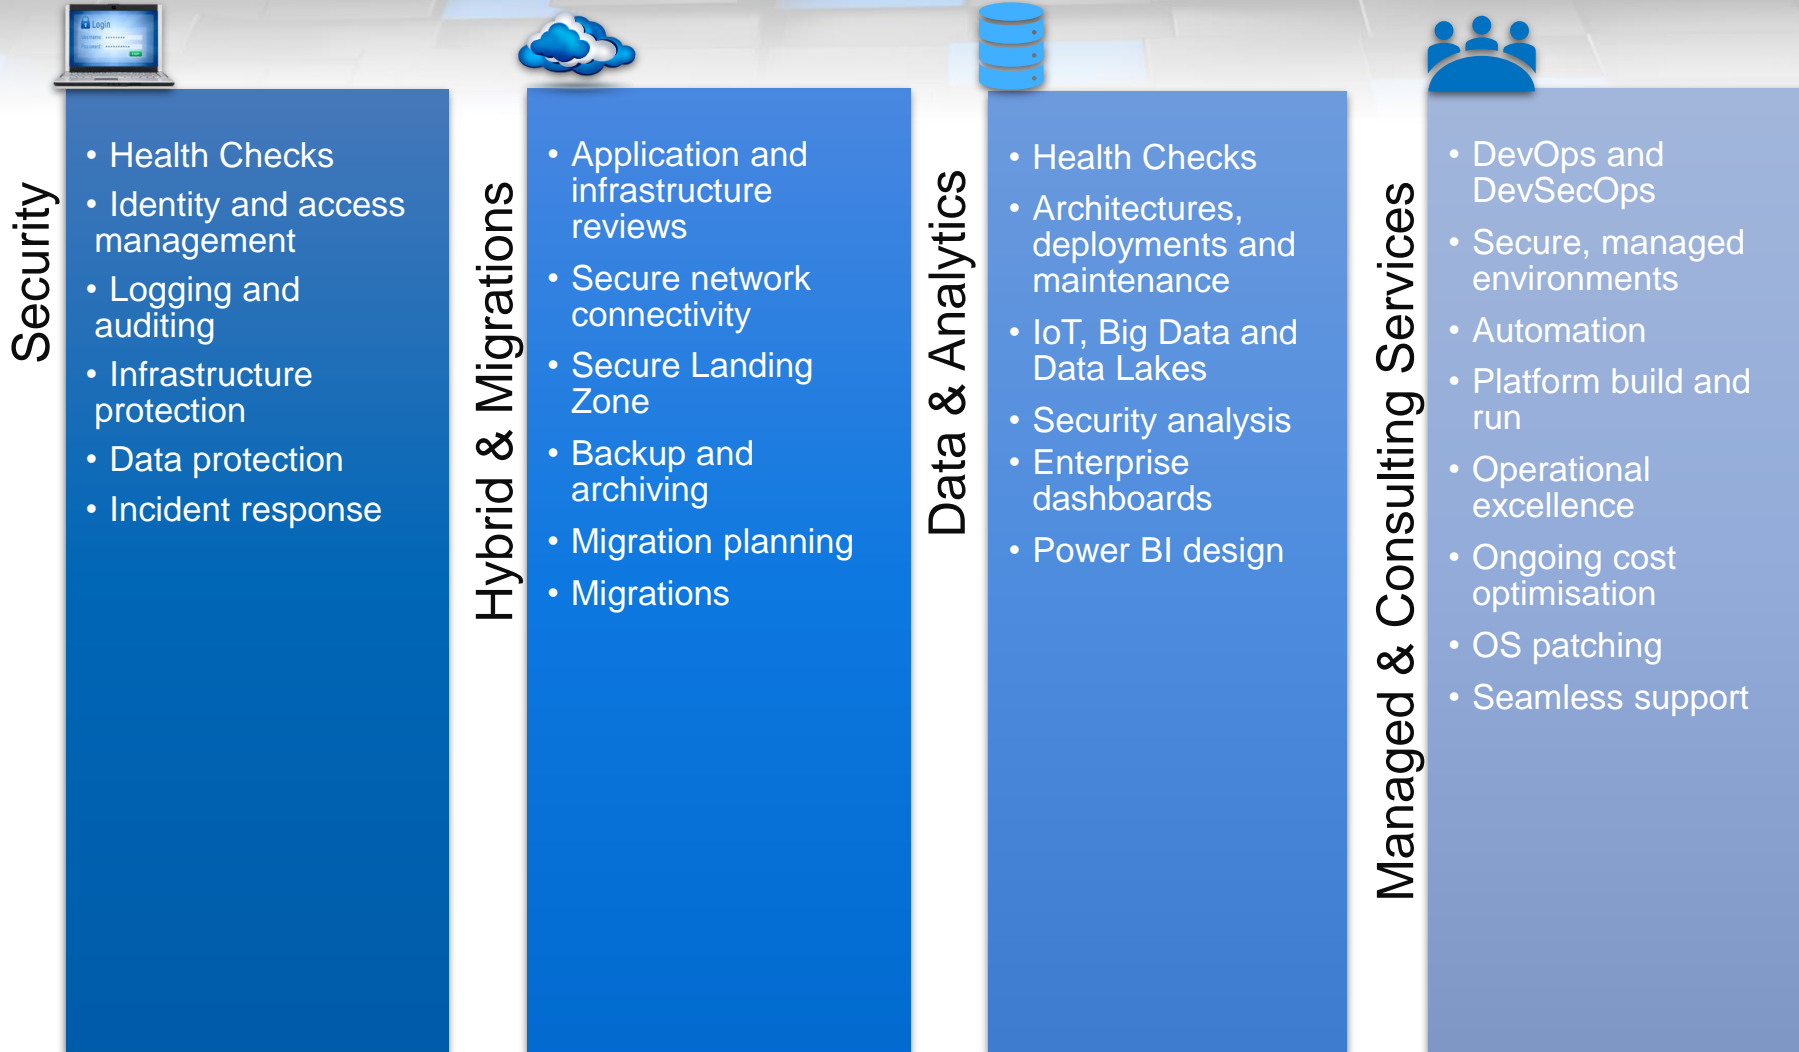 Login
Username:
Password:
Security
• Health Checks
• Identity and access
management
• Logging and
auditing
• Infrastructure
protection
• Data protection
• Incident response
Hybrid & Migrations
• Application and
infrastructure
reviews
• Secure network
connectivity
• Secure Landing
Zone
• Backup and
archiving
• Migration planning
• Migrations
Data & Analytics
• Health Checks
• Architectures,
deployments and
maintenance
• IoT, Big Data and
Data Lakes
• Security analysis
• Enterprise
dashboards
• Power BI design
Managed & Consulting Services
• DevOps and
DevSecOps
• Secure, managed
environments
• Automation
• Platform build and
run
• Operational
excellence
• Ongoing cost
optimisation
• OS patching
• Seamless support